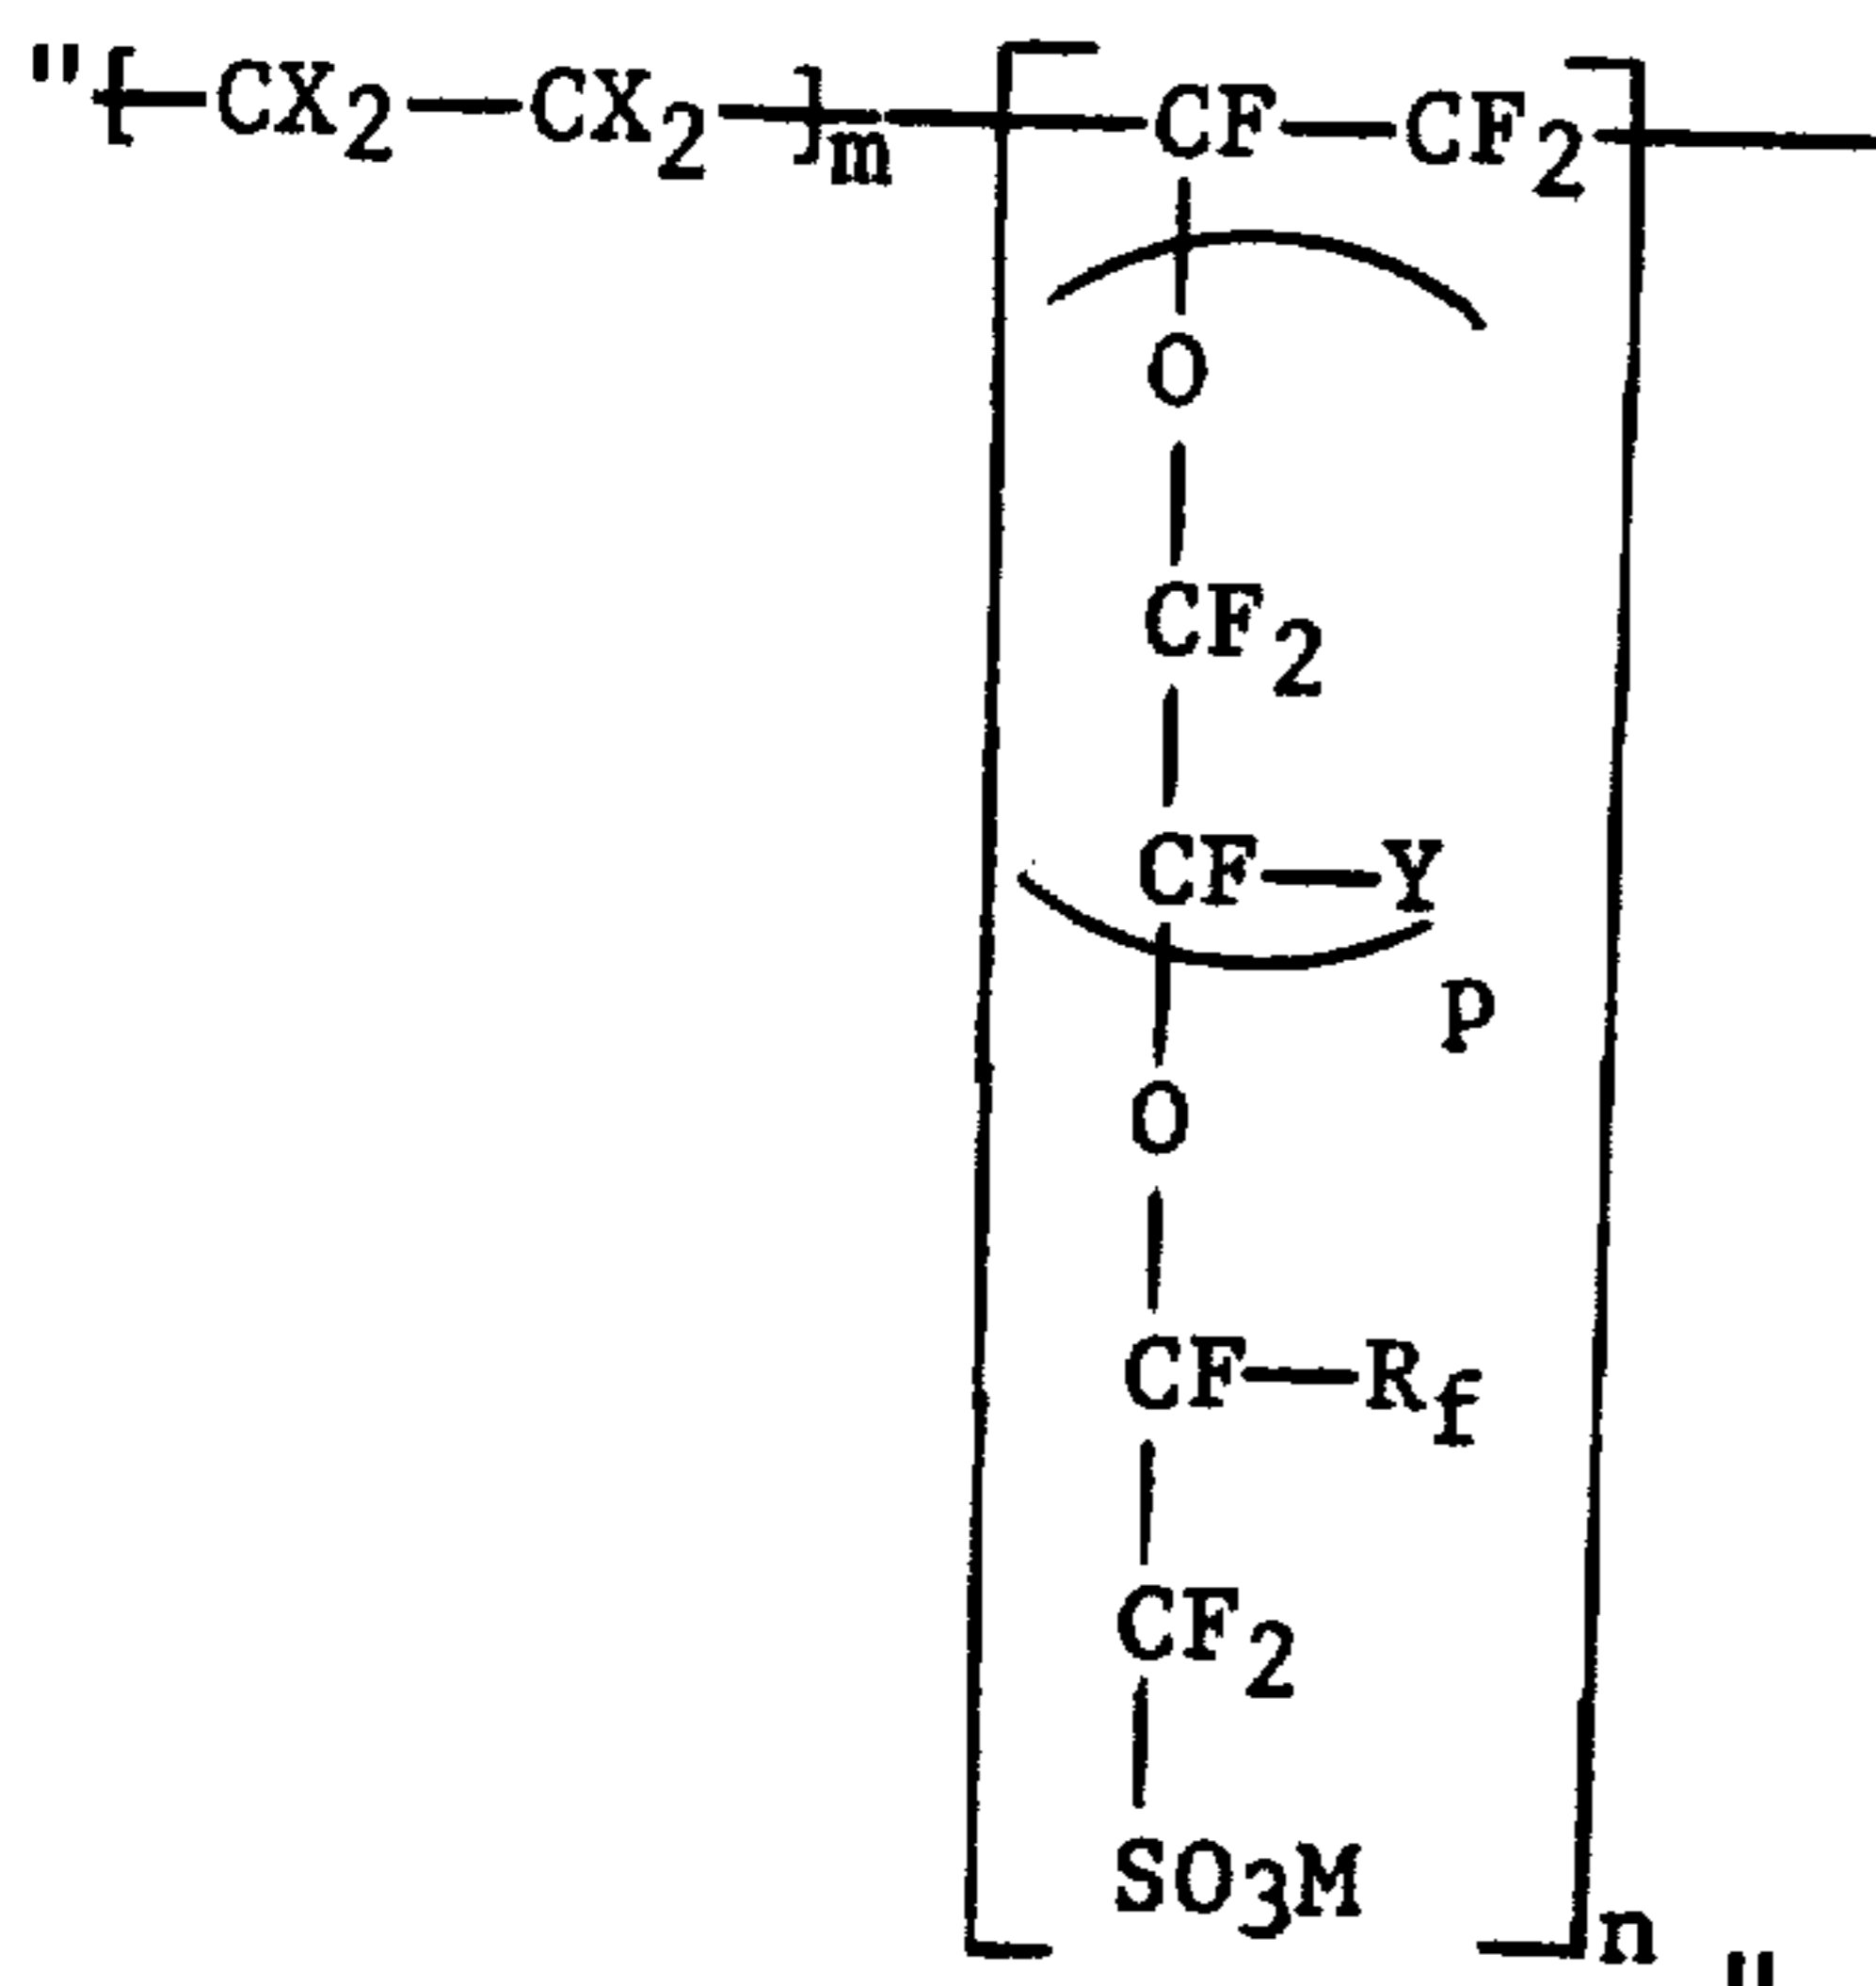 "[CX2—CX2]m [CF—CF2
O
CF2
CF—Y
p
O
CF—Rf
CF2
SO3M
]n "